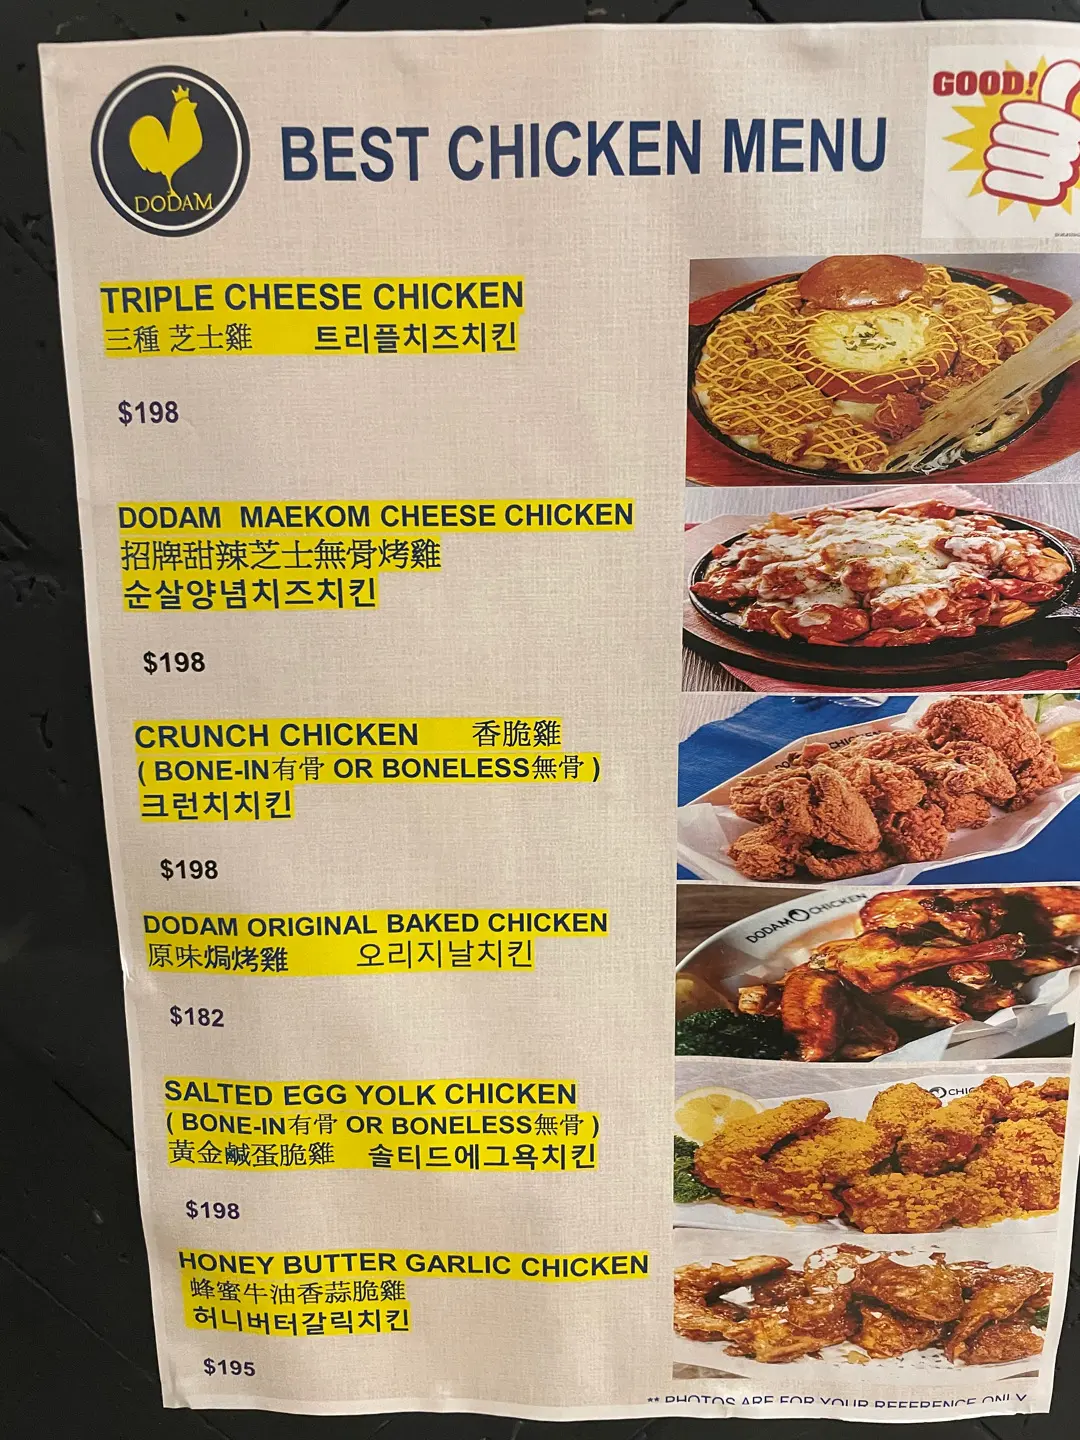 DODAM
BEST CHICKEN MENU
GOOD!
TRIPLE CHEESE CHICKEN
三種 芝士雞 트리플치즈치킨
$198
DODAM MAEKOM CHEESE CHICKEN
招牌甜辣芝士無骨烤雞
순살양념치즈치킨
$198
CRUNCH CHICKEN 香脆雞
( BONE-IN有骨 OR BONELESS無骨 )
크런치치킨
$198
DODAM ORIGINAL BAKED CHICKEN
原味焗烤雞 오리지날치킨
$182
DODAM CHICKEN
SALTED EGG YOLK CHICKEN
( BONE-IN有骨 OR BONELESS無骨 )
黃金鹹蛋脆雞 솔티드에그욕치킨
$198
HONEY BUTTER GARLIC CHICKEN
蜂蜜牛油香蒜脆雞
허니버터갈릭치킨
$195
** PHOTOS ARE FOR YOUR REFERENCE ONLY